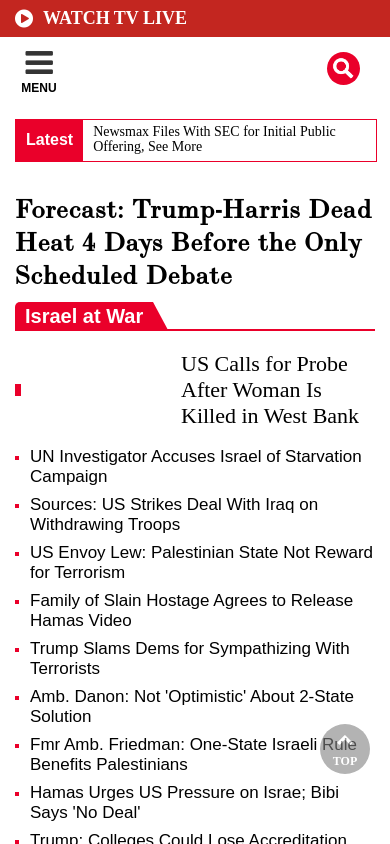 WATCH TV LIVE
MENU
Latest
Newsmax Files With SEC for Initial Public
Offering, See More
Forecast: Trump-Harris Dead
Heat 4 Days Before the Only
Scheduled Debate
Israel at War
US Calls for Probe
After Woman Is
Killed in West Bank
UN Investigator Accuses Israel of Starvation
Campaign
Sources: US Strikes Deal With Iraq on
Withdrawing Troops
US Envoy Lew: Palestinian State Not Reward
for Terrorism
Family of Slain Hostage Agrees to Release
Hamas Video
Trump Slams Dems for Sympathizing With
Terrorists
Amb. Danon: Not 'Optimistic' About 2-State
Solution
Fmr Amb. Friedman: One-State Israeli Rule
Benefits Palestinians
TOP
Hamas Urges US Pressure on Israe; Bibi
Says 'No Deal'
Trump: Colleges Could Lose Accreditation